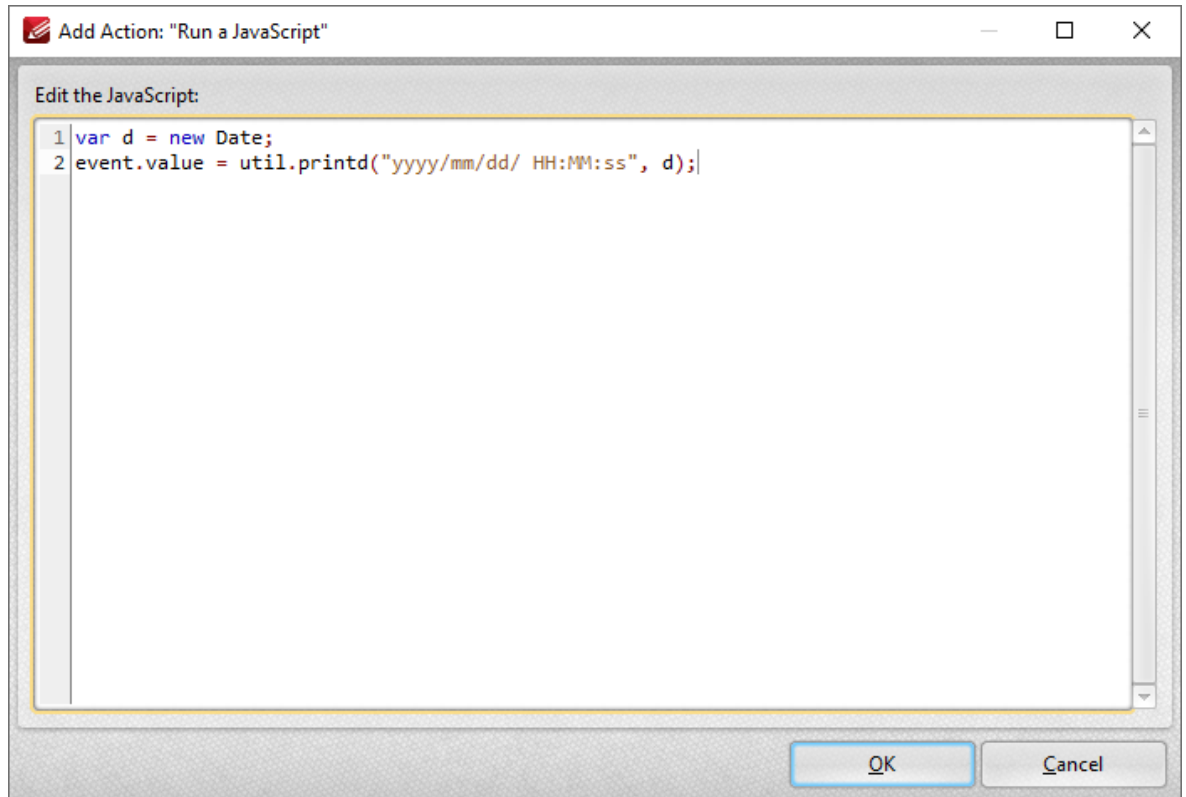 Add Action: "Run a JavaScript"
Edit the JavaScript:
1 var d = new Date;
2 event.value = util.printd("yyyy/mm/dd/ HH:MM:ss", d);
OK
Cancel